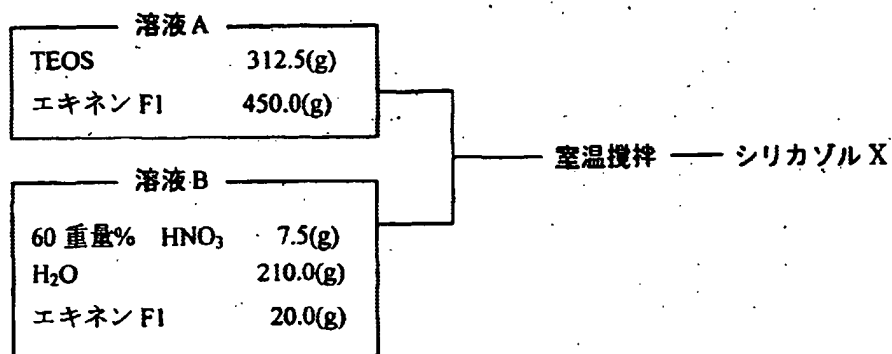 溶液A
TEOS 312.5(g)
エキネンF1 450.0(g)
室温撹拌 シリカゾルX
溶液B
60 重量% HNO₃ 7.5(g)
H₂O 210.0(g)
エキネンF1 20.0(g)